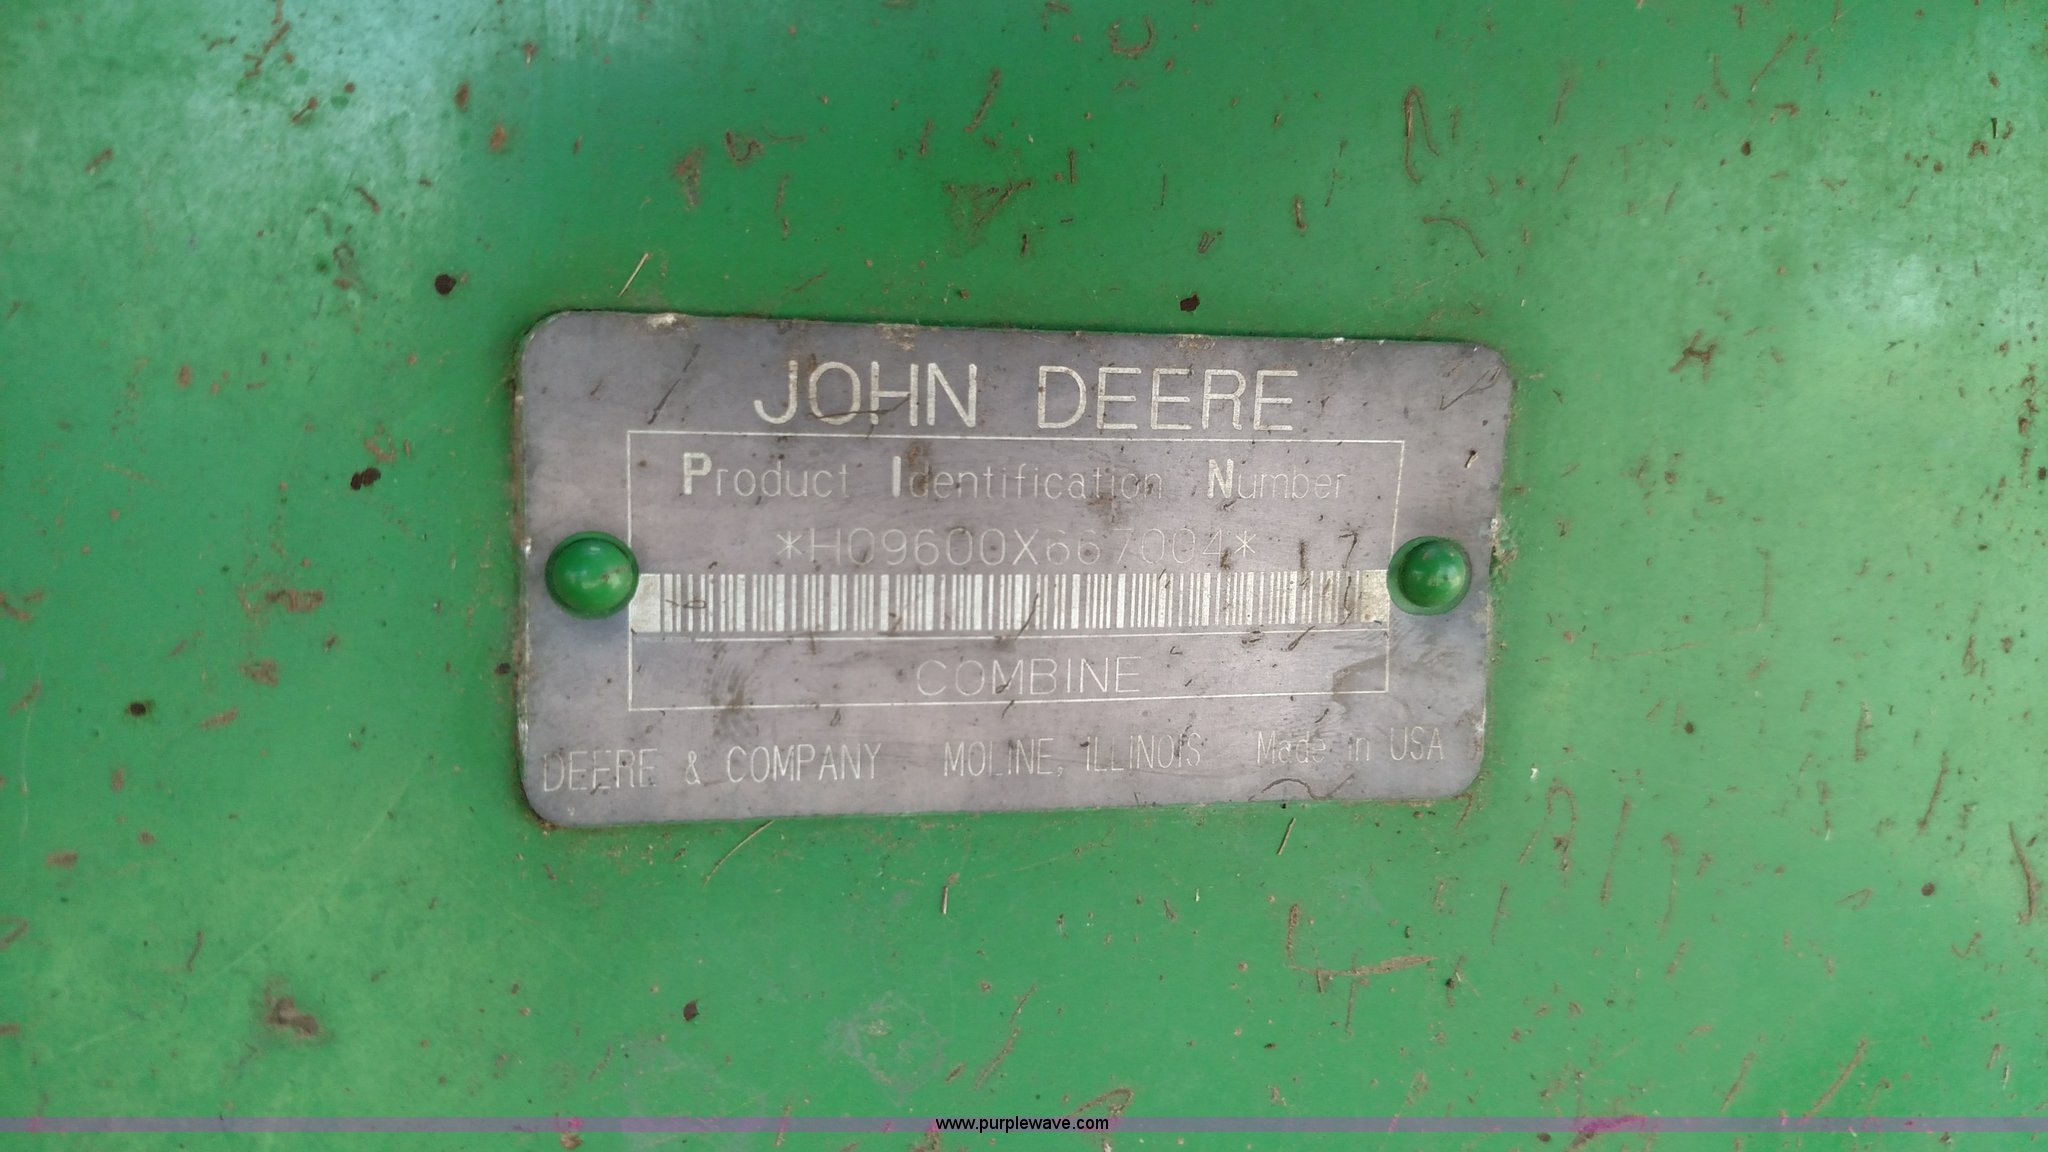 JOHN DEERE
Product Identification Number
*H09600X667004*
COMBINE
DEERE & COMPANY MOLINE, ILLINOIS Made in USA
www.purplewave.com